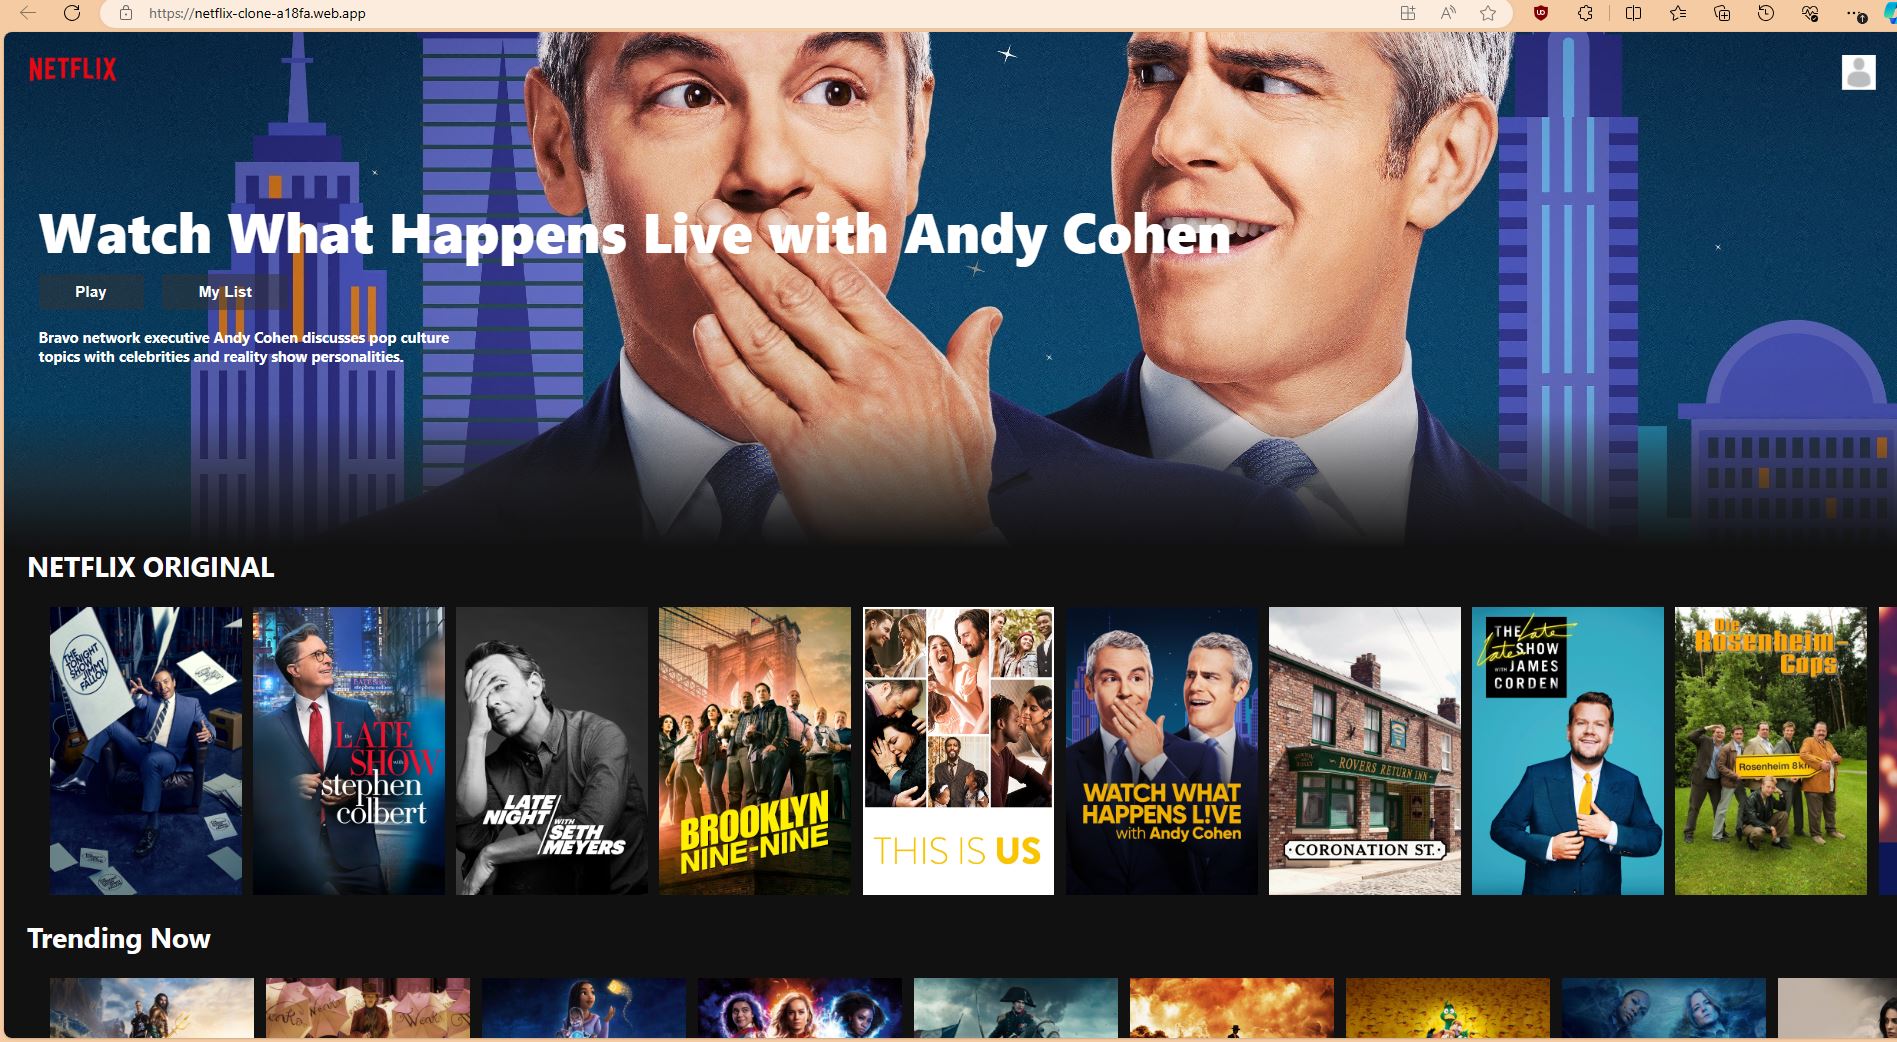 https://netflix-clone-a18fa.web.app
NETFLIX
Watch What Happens Live with Andy Cohen
Play
My List
Bravo network executive Andy Cohen discusses pop culture
topics with celebrities and reality show personalities.
NETFLIX ORIGINAL
THE
TONIGHT
SHOW
JIMMY
FALLON
the
LATE
SHOW
with
stephen
colbert
LATE
NIGHT
WITH
SETH
MEYERS
BROOKLYN
NINE-NINE
THIS IS US
WATCH WHAT
HAPPENS L!VE
with Andy Cohen
ROVERS RETURN INN
CORONATION ST.
THE Late
Late SHOW
WITH JAMES
CORDEN
Die
Rosenheim-
Cops
Rosenheim 8km
Trending Now